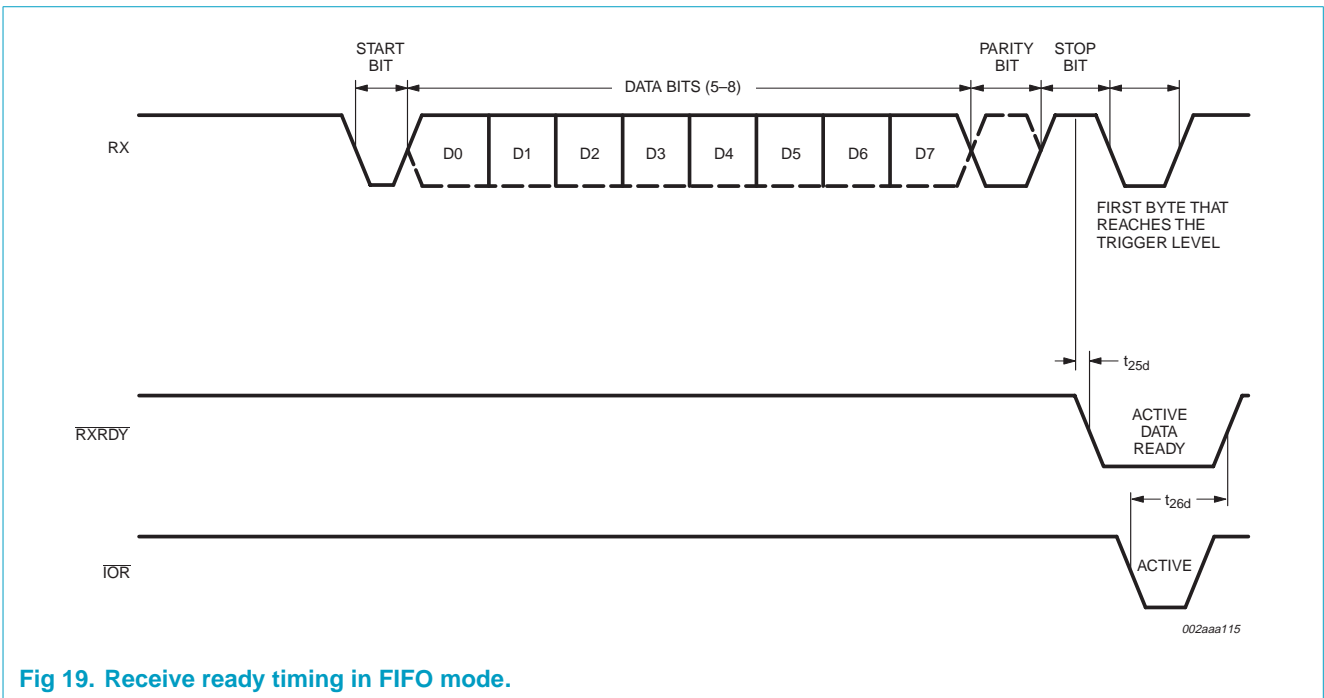 START
BIT
DATA BITS (5–8)
PARITY
BIT
STOP
BIT
RX
D0
D1
D2
D3
D4
D5
D6
D7
FIRST BYTE THAT
REACHES THE
TRIGGER LEVEL
t25d
RXRDY
ACTIVE
DATA
READY
t26d
IOR
ACTIVE
002aaa115
Fig 19. Receive ready timing in FIFO mode.